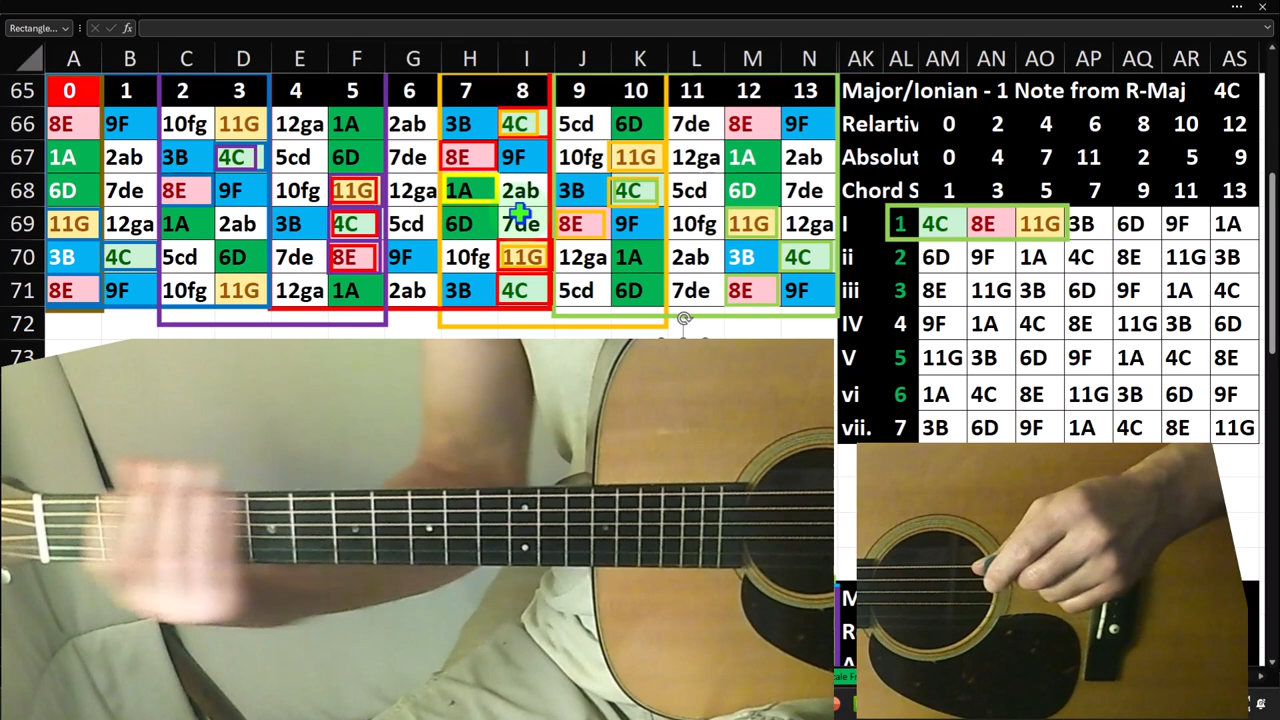 Rectangle...
fx
A B C D E F G H I J K L M N AK AL AM AN AO AP AQ AR AS
65 0 1 2 3 4 5 6 7 8 9 10 11 12 13 Major/Ionian - 1 Note from R-Maj 4C
66 8E 9F 10fg 11G 12ga 1A 2ab 3B 4C 5cd 6D 7de 8E 9F Relartiv 0 2 4 6 8 10 12
67 1A 2ab 3B 4C 5cd 6D 7de 8E 9F 10fg 11G 12ga 1A 2ab Absolut 0 4 7 11 2 5 9
68 6D 7de 8E 9F 10fg 11G 12ga 1A 2ab 3B 4C 5cd 6D 7de Chord S 1 3 5 7 9 11 13
69 11G 12ga 1A 2ab 3B 4C 5cd 6D 7de 8E 9F 10fg 11G 12ga I 1 4C 8E 11G 3B 6D 9F 1A
70 3B 4C 5cd 6D 7de 8E 9F 10fg 11G 12ga 1A 2ab 3B 4C ii 2 6D 9F 1A 4C 8E 11G 3B
71 8E 9F 10fg 11G 12ga 1A 2ab 3B 4C 5cd 6D 7de 8E 9F iii 3 8E 11G 3B 6D 9F 1A 4C
72 IV 4 9F 1A 4C 8E 11G 3B 6D
73 V 5 11G 3B 6D 9F 1A 4C 8E
vi 6 1A 4C 8E 11G 3B 6D 9F
vii. 7 3B 6D 9F 1A 4C 8E 11G